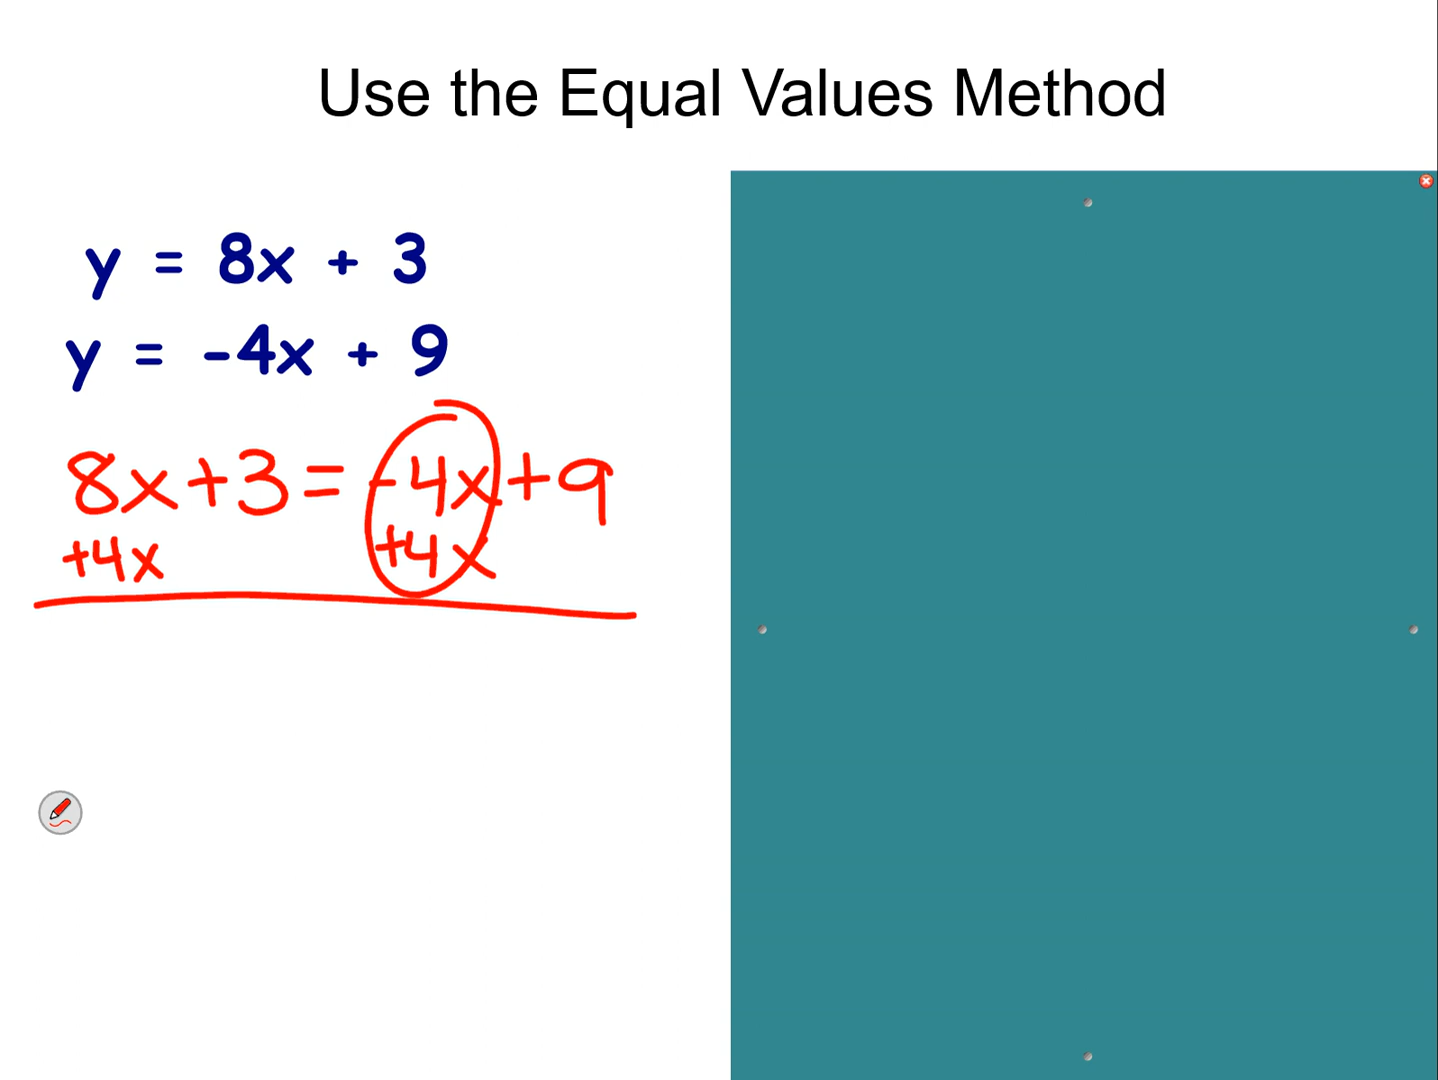 Use the Equal Values Method
y = 8x + 3
y = -4x + 9
8x+3=-4x+9
+4x +4x